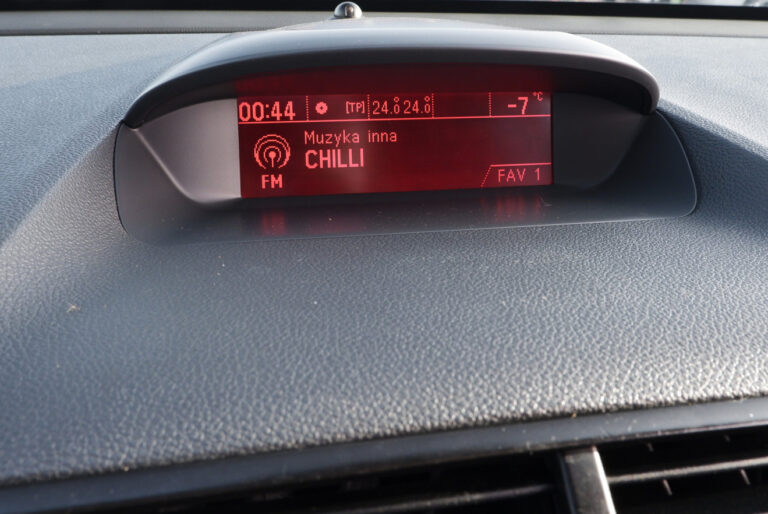 00:44 [TP] 24.0° 24.0° -7 °C
Muzyka inna
CHILLI
FM
FAV 1